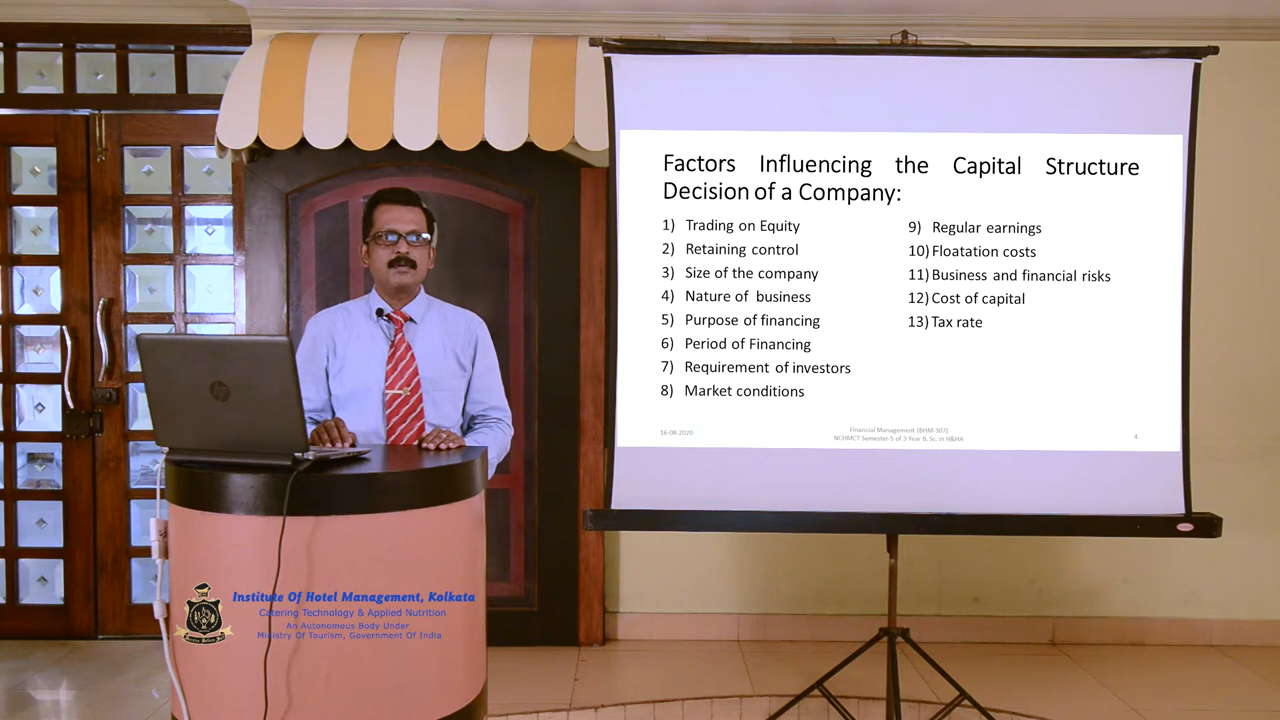 Factors Influencing the Capital Structure
Decision of a Company:
1) Trading on Equity
2) Retaining control
3) Size of the company
4) Nature of business
5) Purpose of financing
6) Period of Financing
7) Requirement of investors
8) Market conditions
9) Regular earnings
10) Floatation costs
11) Business and financial risks
12) Cost of capital
13) Tax rate
16-08-2020
Financial Management (BHM-307)
NCHMCT Semester-5 of 3 Year B. Sc. in H&HA
4
hp
Institute Of Hotel Management, Kolkata
Catering Technology & Applied Nutrition
An Autonomous Body Under
Ministry Of Tourism, Government Of India